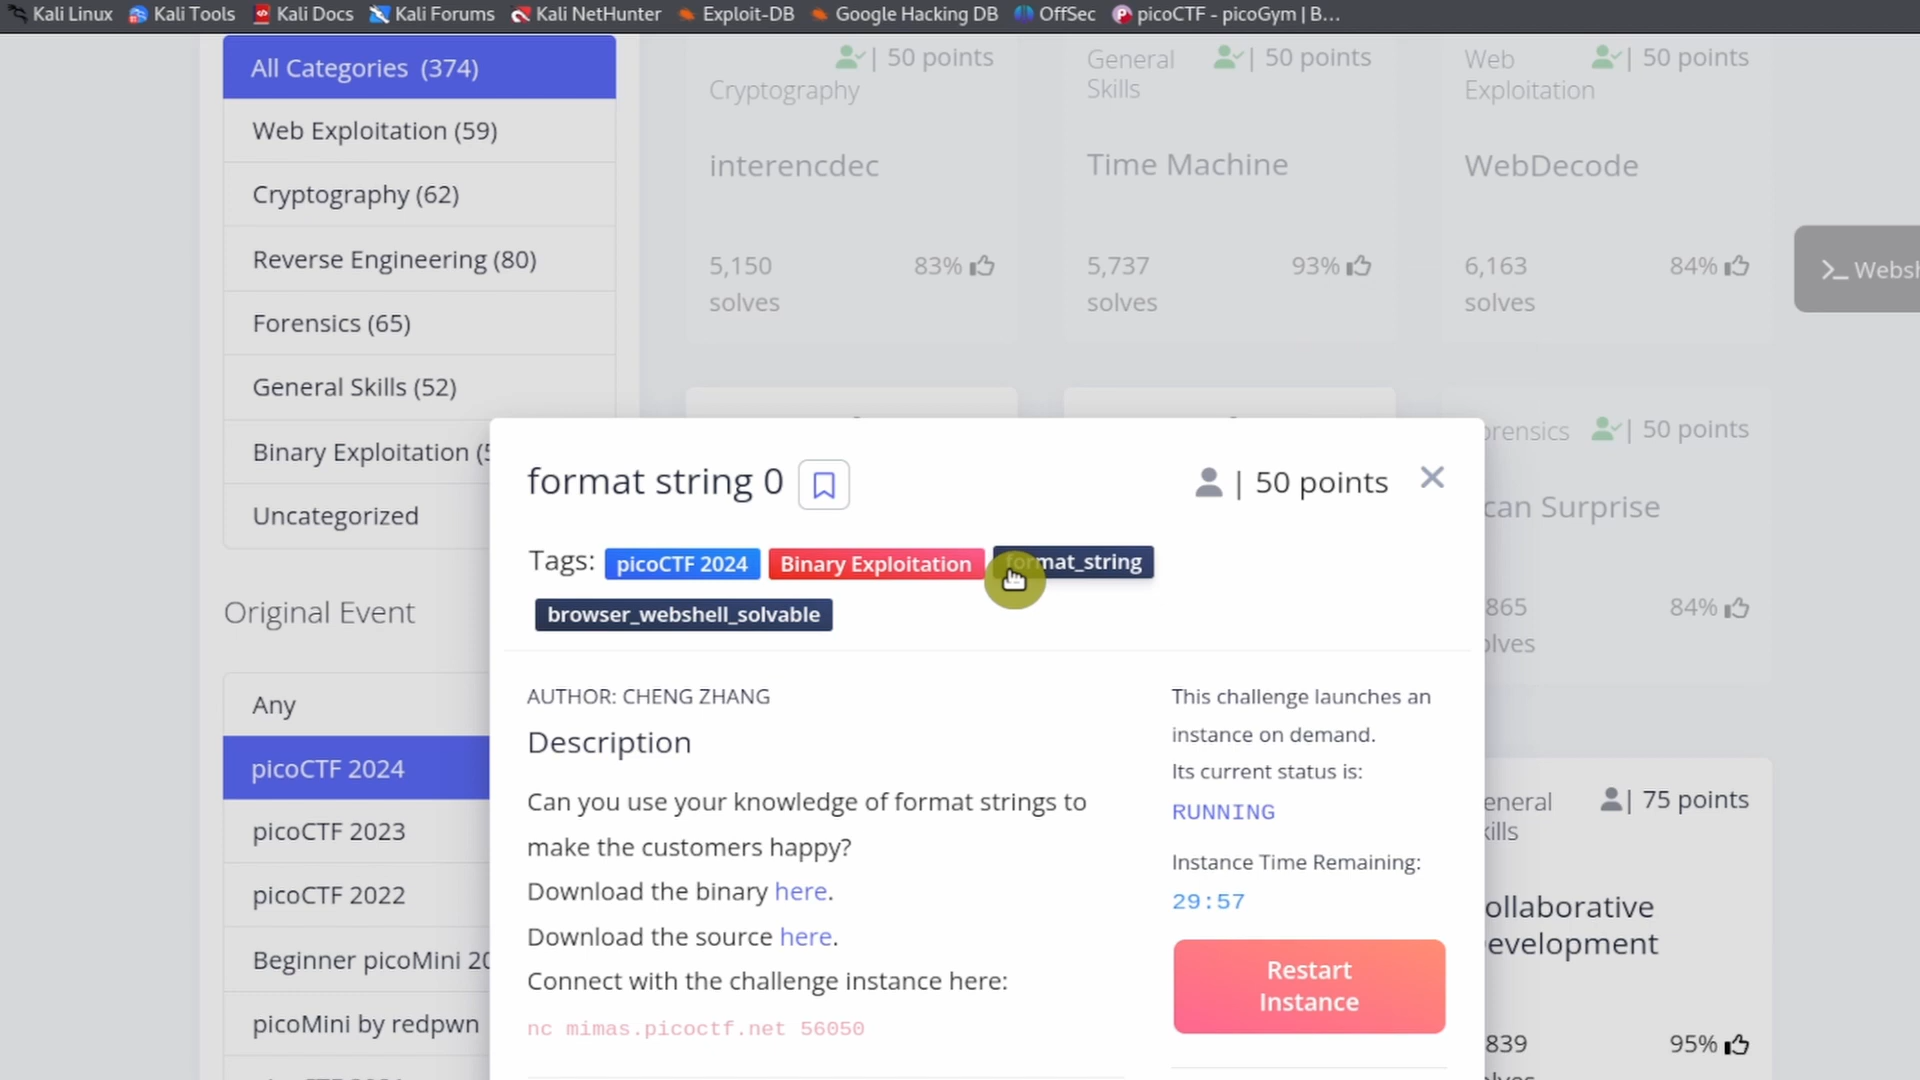 Kali Linux Kali Tools Kali Docs Kali Forums Kali NetHunter Exploit-DB Google Hacking DB OffSec picoCTF - picoGym | B...
All Categories (374)
Web Exploitation (59)
Cryptography (62)
Reverse Engineering (80)
Forensics (65)
General Skills (52)
Binary Exploitation (5
Uncategorized
Original Event
Any
picoCTF 2024
picoCTF 2023
picoCTF 2022
Beginner picoMini 20
picoMini by redpwn
| 50 points
Cryptography
interencdec
5,150 solves
83%
General Skills
| 50 points
Time Machine
5,737 solves
93%
Web Exploitation
| 50 points
WebDecode
6,163 solves
84%
>_ Websh
format string 0
| 50 points
Tags: picoCTF 2024 Binary Exploitation format_string
browser_webshell_solvable
AUTHOR: CHENG ZHANG
Description
Can you use your knowledge of format strings to
make the customers happy?
Download the binary here.
Download the source here.
Connect with the challenge instance here:
nc mimas.picoctf.net 56050
This challenge launches an
instance on demand.
Its current status is:
RUNNING
Instance Time Remaining:
29:57
Restart
Instance
orensics
| 50 points
can Surprise
865
olves
84%
eneral
kills
| 75 points
ollaborative
evelopment
839
95%